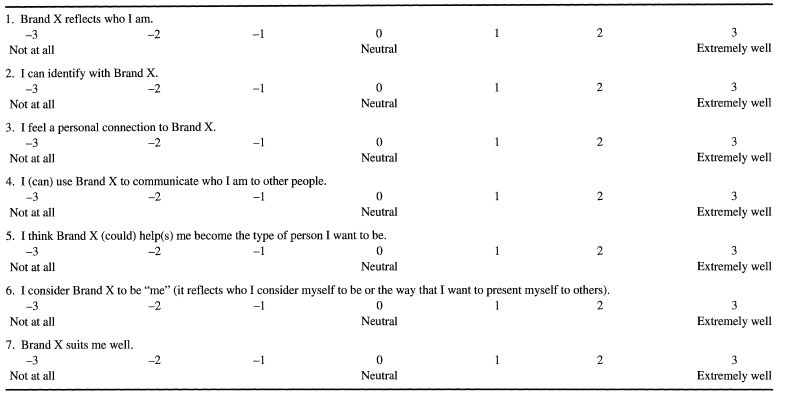 1. Brand X reflects who I am.
–3 –2 –1 0 1 2 3
Not at all Neutral Extremely well
2. I can identify with Brand X.
–3 –2 –1 0 1 2 3
Not at all Neutral Extremely well
3. I feel a personal connection to Brand X.
–3 –2 –1 0 1 2 3
Not at all Neutral Extremely well
4. I (can) use Brand X to communicate who I am to other people.
–3 –2 –1 0 1 2 3
Not at all Neutral Extremely well
5. I think Brand X (could) help(s) me become the type of person I want to be.
–3 –2 –1 0 1 2 3
Not at all Neutral Extremely well
6. I consider Brand X to be “me” (it reflects who I consider myself to be or the way that I want to present myself to others).
–3 –2 –1 0 1 2 3
Not at all Neutral Extremely well
7. Brand X suits me well.
–3 –2 –1 0 1 2 3
Not at all Neutral Extremely well